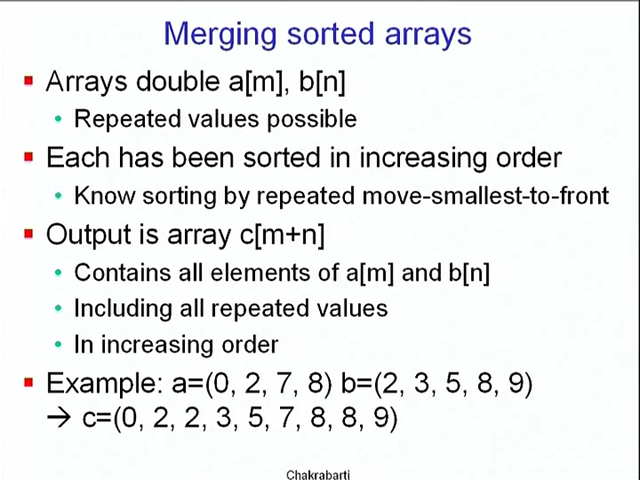 Merging sorted arrays
▪ Arrays double a[m], b[n]
• Repeated values possible
▪ Each has been sorted in increasing order
• Know sorting by repeated move-smallest-to-front
▪ Output is array c[m+n]
• Contains all elements of a[m] and b[n]
• Including all repeated values
• In increasing order
▪ Example: a=(0, 2, 7, 8) b=(2, 3, 5, 8, 9)
→ c=(0, 2, 2, 3, 5, 7, 8, 8, 9)
Chakrabarti